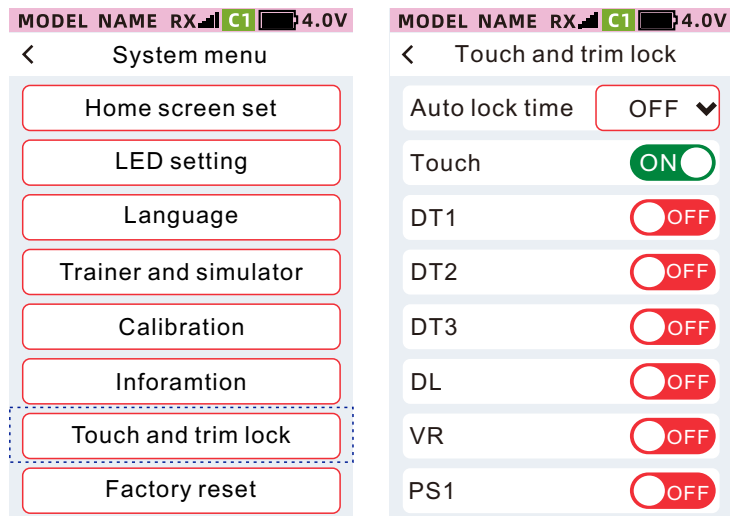 MODEL NAME RX C1 4.0V
System menu
Home screen set
LED setting
Language
Trainer and simulator
Calibration
Inforamtion
Touch and trim lock
Factory reset
MODEL NAME RX C1 4.0V
Touch and trim lock
Auto lock time OFF
Touch ON
DT1 OFF
DT2 OFF
DT3 OFF
DL OFF
VR OFF
PS1 OFF